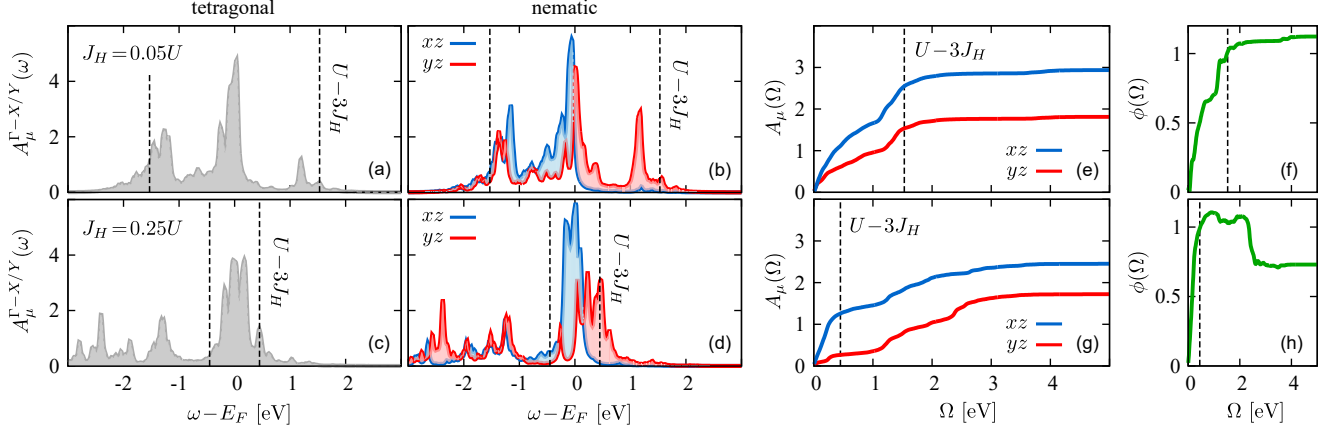 tetragonal
nematic
A_μ^{Γ−X/Y}(ω)
4
2
0
J_H=0.05U
U−3J_H
(a)
xz
yz
U−3J_H
(b)
A_μ(Ω)
3
2
1
0
U−3J_H
xz
yz
(e)
ϕ(Ω)
1
0.5
0
(f)
A_μ^{Γ−X/Y}(ω)
4
2
0
J_H=0.25U
U−3J_H
(c)
-2 -1 0 1 2
ω−E_F [eV]
xz
yz
U−3J_H
(d)
-2 -1 0 1 2
ω−E_F [eV]
A_μ(Ω)
3
2
1
0
U−3J_H
xz
yz
(g)
0 1 2 3 4
Ω [eV]
ϕ(Ω)
1
0.5
0
(h)
0 2 4
Ω [eV]